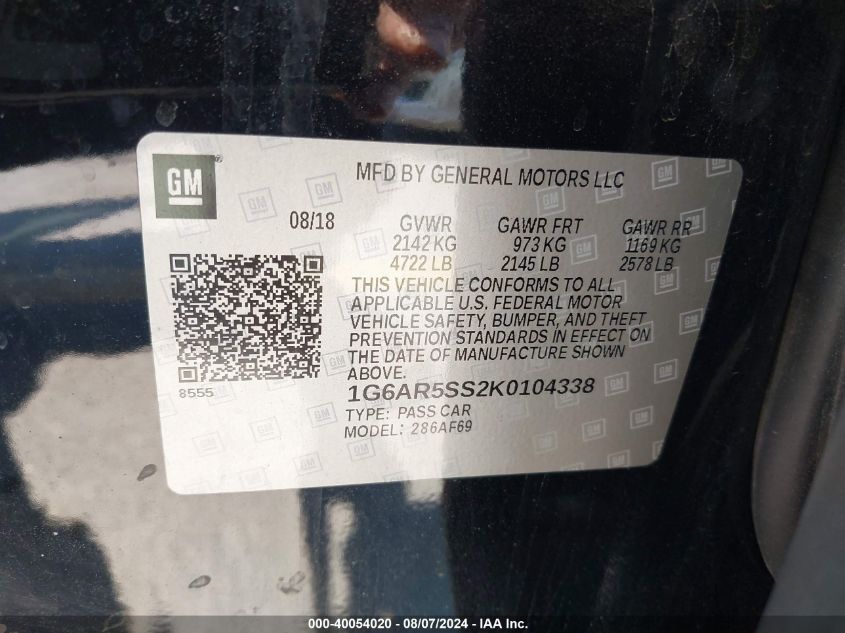 GM ®
MFD BY GENERAL MOTORS LLC
08/18 GVWR GAWR FRT GAWR RR
2142 KG 973 KG 1169 KG
4722 LB 2145 LB 2578 LB
THIS VEHICLE CONFORMS TO ALL
APPLICABLE U.S. FEDERAL MOTOR
VEHICLE SAFETY, BUMPER, AND THEFT
PREVENTION STANDARDS IN EFFECT ON
THE DATE OF MANUFACTURE SHOWN
ABOVE.
8555
1G6AR5SS2K0104338
TYPE: PASS CAR
MODEL: 286AF69
000-40054020 - 08/07/2024 - IAA Inc.